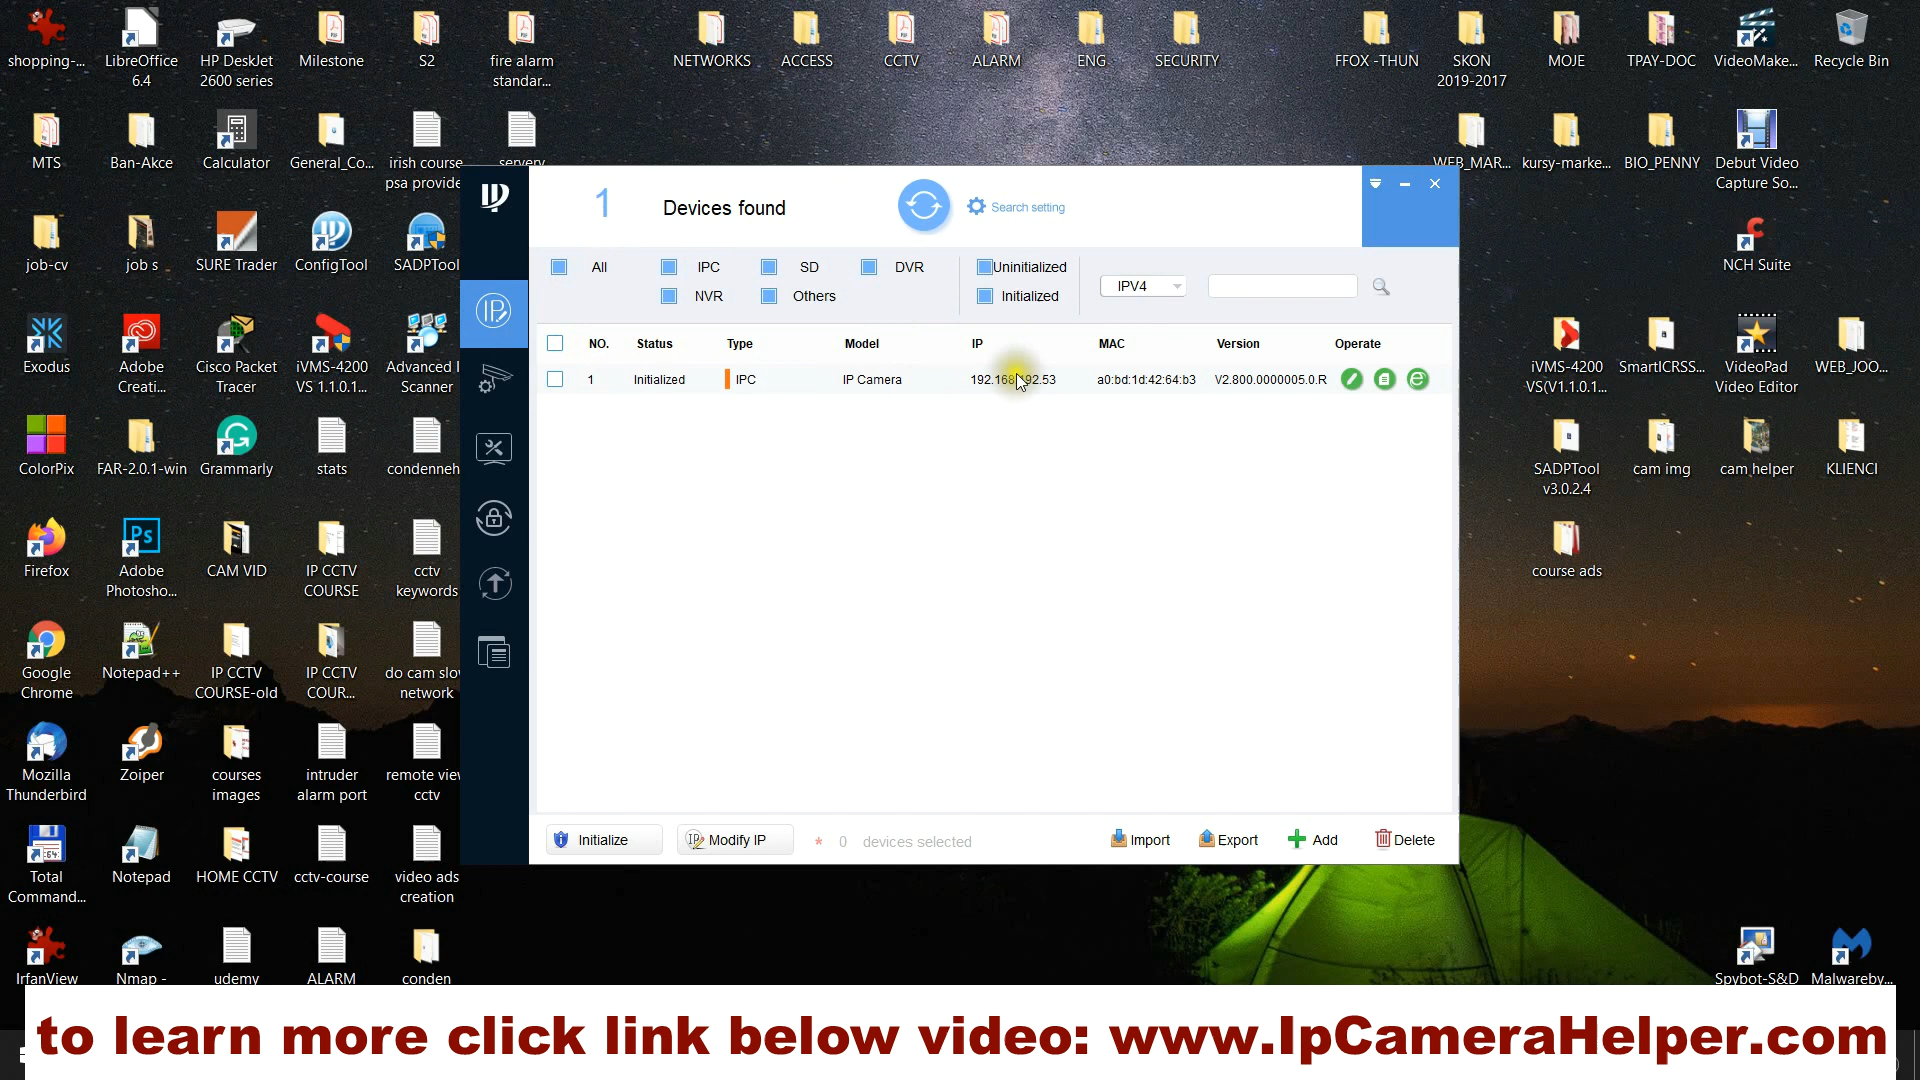 shopping-... LibreOffice 6.4 HP DeskJet 2600 series Milestone S2 fire alarm standar... NETWORKS ACCESS CCTV ALARM ENG SECURITY FFOX -THUN SKON 2019-2017 MOJE TPAY-DOC VideoMake... Recycle Bin
MTS Ban-Akce Calculator General_Co... irish course psa provide servery WEB_MAR... kursy-marke... BIO_PENNY Debut Video Capture So...
job-cv job s SURE Trader ConfigTool SADPTool NCH Suite
Exodus Adobe Creati... Cisco Packet Tracer iVMS-4200 VS 1.1.0.1... Advanced I Scanner iVMS-4200 VS(V1.1.0.1... SmartICRSS... VideoPad Video Editor WEB_JOO...
ColorPix FAR-2.0.1-win Grammarly stats condenneh SADPTool v3.0.2.4 cam img cam helper KLIENCI
Firefox Adobe Photosho... CAM VID IP CCTV COURSE cctv keywords course ads
Google Chrome Notepad++ IP CCTV COURSE-old IP CCTV COUR... do cam slo network
Mozilla Thunderbird Zoiper courses images intruder alarm port remote vie cctv
Total Command... Notepad HOME CCTV cctv-course video ads creation
IrfanView Nmap - udemy ALARM conden Spybot-S&D Malwareby...
1 Devices found Search setting
All IPC SD DVR Uninitialized
NVR Others Initialized
IPV4
NO. Status Type Model IP MAC Version Operate
1 Initialized IPC IP Camera a0:bd:1d:42:64:b3 V2.800.0000005.0.R
Initialize Modify IP * 0 devices selected Import Export Add Delete
to learn more click link below video: www.IpCameraHelper.com